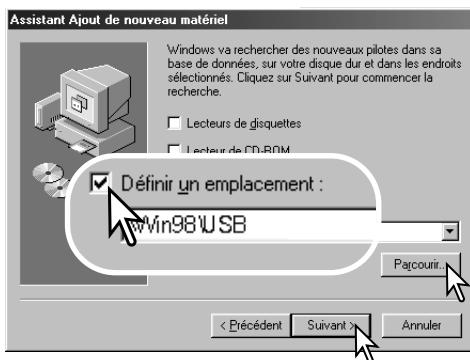 Assistant Ajout de nouveau matériel
Windows va rechercher des nouveaux pilotes dans sa
base de données, sur votre disque dur et dans les endroits
sélectionnés. Cliquez sur Suivant pour commencer la
recherche.
Lecteurs de disquettes
Lecteur de CD-ROM
Définir un emplacement :
\Win98\USB
Parcourir...
< Précédent
Suivant >
Annuler